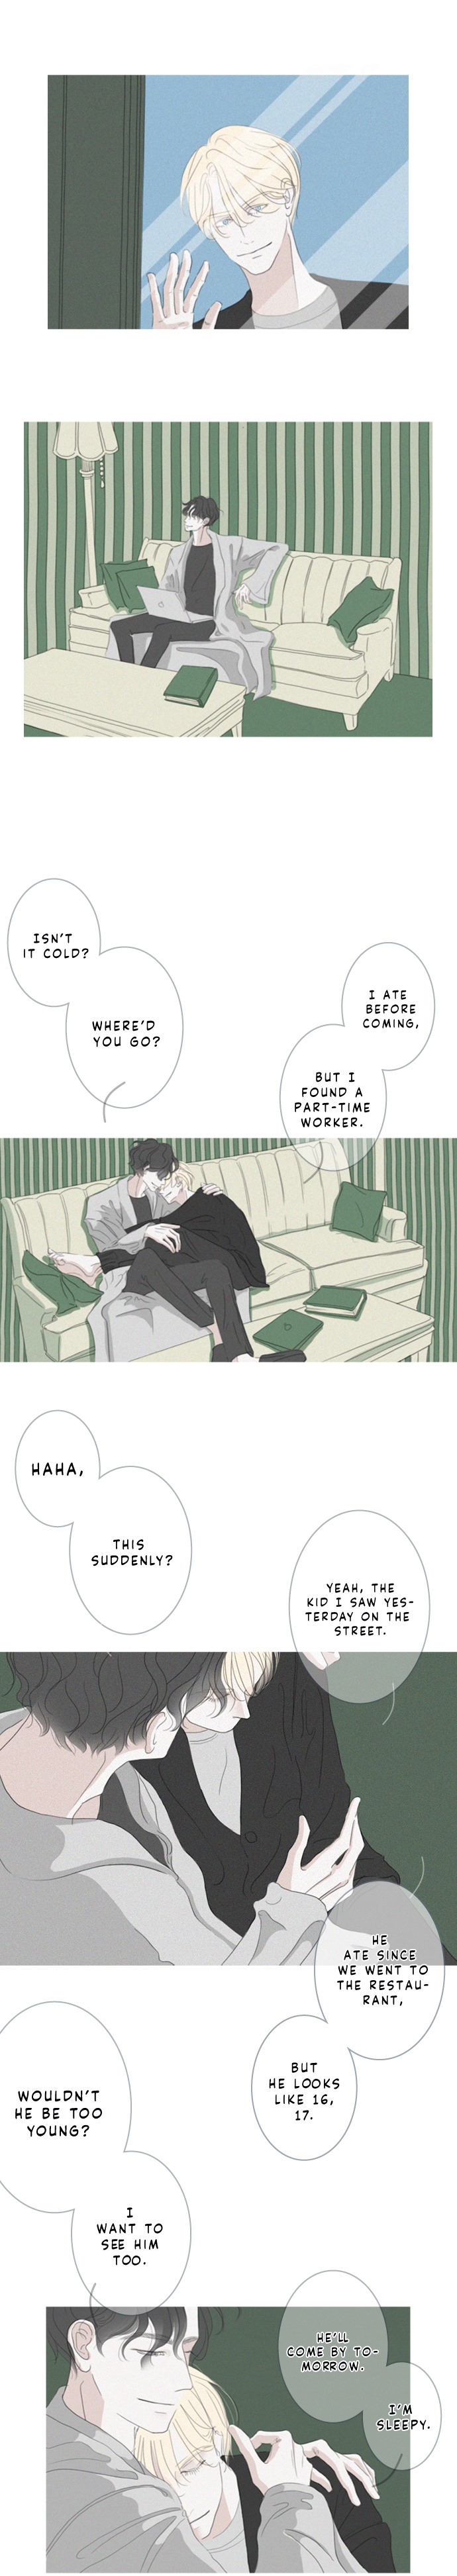 ISN'T
IT COLD?
WHERE'D
YOU GO?
I ATE
BEFORE
COMING,
BUT I
FOUND A
PART-TIME
WORKER.
HAHA,
THIS
SUDDENLY?
YEAH, THE
KID I SAW YES-
TERDAY ON THE
STREET.
HE
ATE SINCE
WE WENT TO
THE RESTAU-
RANT,
BUT
HE LOOKS
LIKE 16,
17.
WOULDN'T
HE BE TOO
YOUNG?
I
WANT TO
SEE HIM
TOO.
HE'LL
COME BY TO-
MORROW.
I'M
SLEEPY.